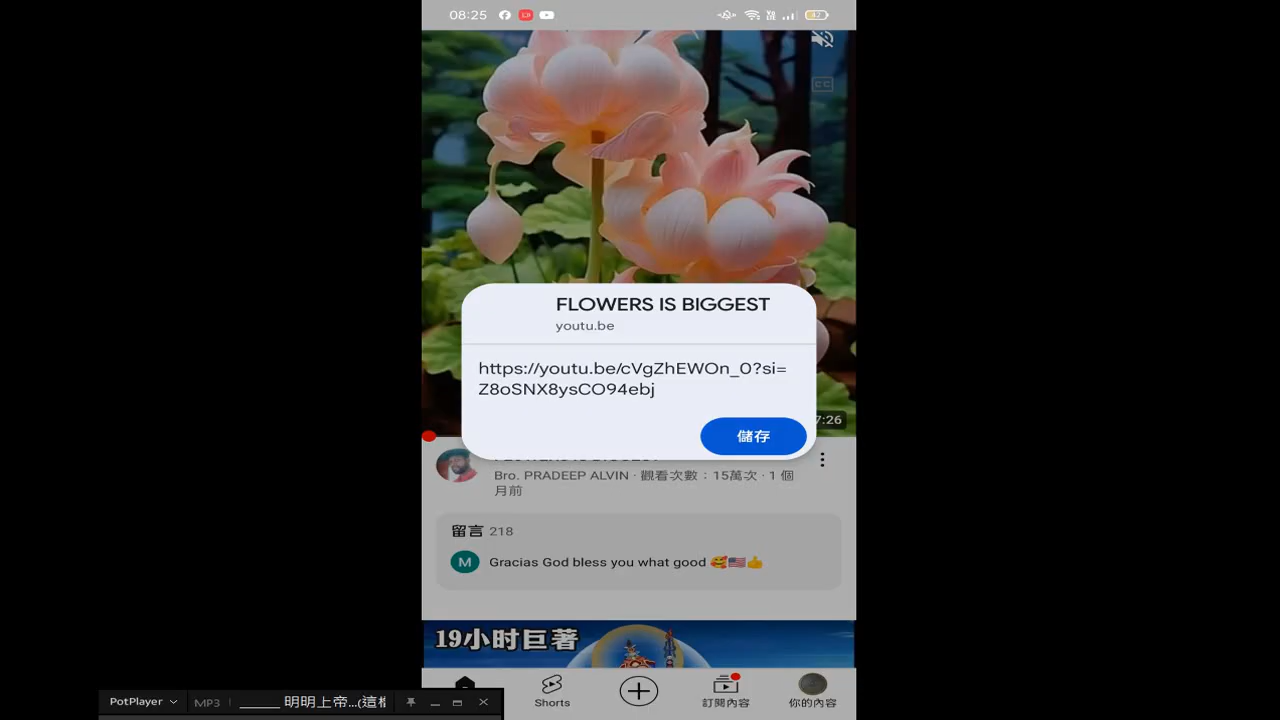 08:25
CC
FLOWERS IS BIGGEST
youtu.be
https://youtu.be/cVgZhEWOn_0?si=
Z8oSNX8ysCO94ebj
儲存
7:26
Bro. PRADEEP ALVIN · 觀看次數：15萬次 · 1 個
月前
留言 218
M
Gracias God bless you what good 🥰🇺🇸👍
19小时巨著
Shorts
訂閱內容
你的內容
PotPlayer
MP3
______ 明明上帝...(這樣